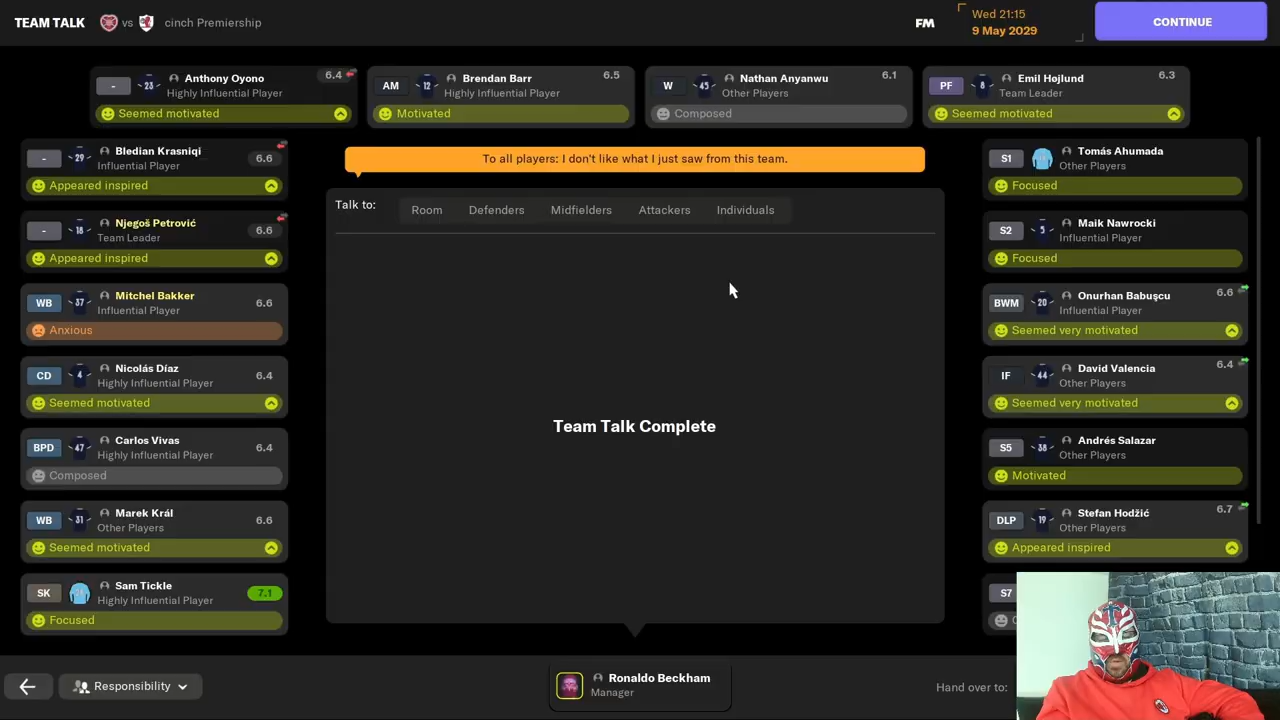 TEAM TALK
vs
cinch Premiership
FM
Wed 21:15
9 May 2029
CONTINUE
-
23
Anthony Oyono
Highly Influential Player
6.4
Seemed motivated
AM
12
Brendan Barr
Highly Influential Player
6.5
Motivated
W
45
Nathan Anyanwu
Other Players
6.1
Composed
PF
8
Emil Hojlund
Team Leader
6.3
Seemed motivated
-
29
Bledian Krasniqi
Influential Player
6.6
Appeared inspired
-
18
Njegoš Petrović
Team Leader
6.6
Appeared inspired
WB
37
Mitchel Bakker
Influential Player
6.6
Anxious
CD
4
Nicolás Díaz
Highly Influential Player
6.4
Seemed motivated
BPD
47
Carlos Vivas
Highly Influential Player
6.4
Composed
WB
31
Marek Král
Other Players
6.6
Seemed motivated
SK
Sam Tickle
Highly Influential Player
7.1
Focused
To all players: I don't like what I just saw from this team.
Talk to:
Room
Defenders
Midfielders
Attackers
Individuals
Team Talk Complete
S1
Tomás Ahumada
Other Players
Focused
S2
5
Maik Nawrocki
Influential Player
Focused
BWM
20
Onurhan Babuşcu
Influential Player
6.6
Seemed very motivated
IF
44
David Valencia
Other Players
6.4
Seemed very motivated
S5
38
Andrés Salazar
Other Players
Motivated
DLP
19
Stefan Hodžić
Other Players
6.7
Appeared inspired
S7
Responsibility
Ronaldo Beckham
Manager
Hand over to: